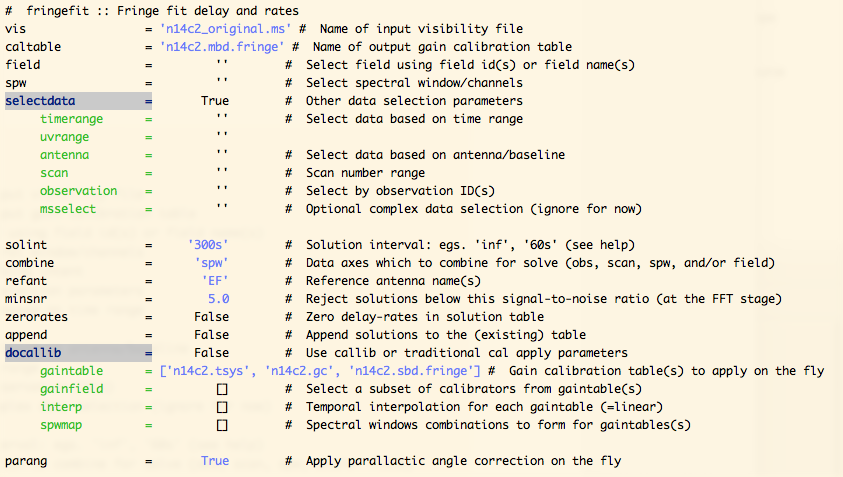 #  fringefit :: Fringe fit delay and rates
vis                 = 'n14c2_original.ms' #  Name of input visibility file
caltable            = 'n14c2.mbd.fringe' #  Name of output gain calibration table
field               =         ''        #  Select field using field id(s) or field name(s)
spw                 =         ''        #  Select spectral window/channels
selectdata          =       True        #  Other data selection parameters
     timerange      =         ''        #  Select data based on time range
     uvrange        =         ''
     antenna        =         ''        #  Select data based on antenna/baseline
     scan           =         ''        #  Scan number range
     observation    =         ''        #  Select by observation ID(s)
     msselect       =         ''        #  Optional complex data selection (ignore for now)
solint              =     '300s'        #  Solution interval: egs. 'inf', '60s' (see help)
combine             =      'spw'        #  Data axes which to combine for solve (obs, scan, spw, and/or field)
refant              =       'EF'        #  Reference antenna name(s)
minsnr              =        5.0        #  Reject solutions below this signal-to-noise ratio (at the FFT stage)
zerorates           =      False        #  Zero delay-rates in solution table
append              =      False        #  Append solutions to the (existing) table
docallib            =      False        #  Use callib or traditional cal apply parameters
     gaintable      = ['n14c2.tsys', 'n14c2.gc', 'n14c2.sbd.fringe'] #  Gain calibration table(s) to apply on the fly
     gainfield      =         []        #  Select a subset of calibrators from gaintable(s)
     interp         =         []        #  Temporal interpolation for each gaintable (=linear)
     spwmap         =         []        #  Spectral windows combinations to form for gaintables(s)
parang              =       True        #  Apply parallactic angle correction on the fly